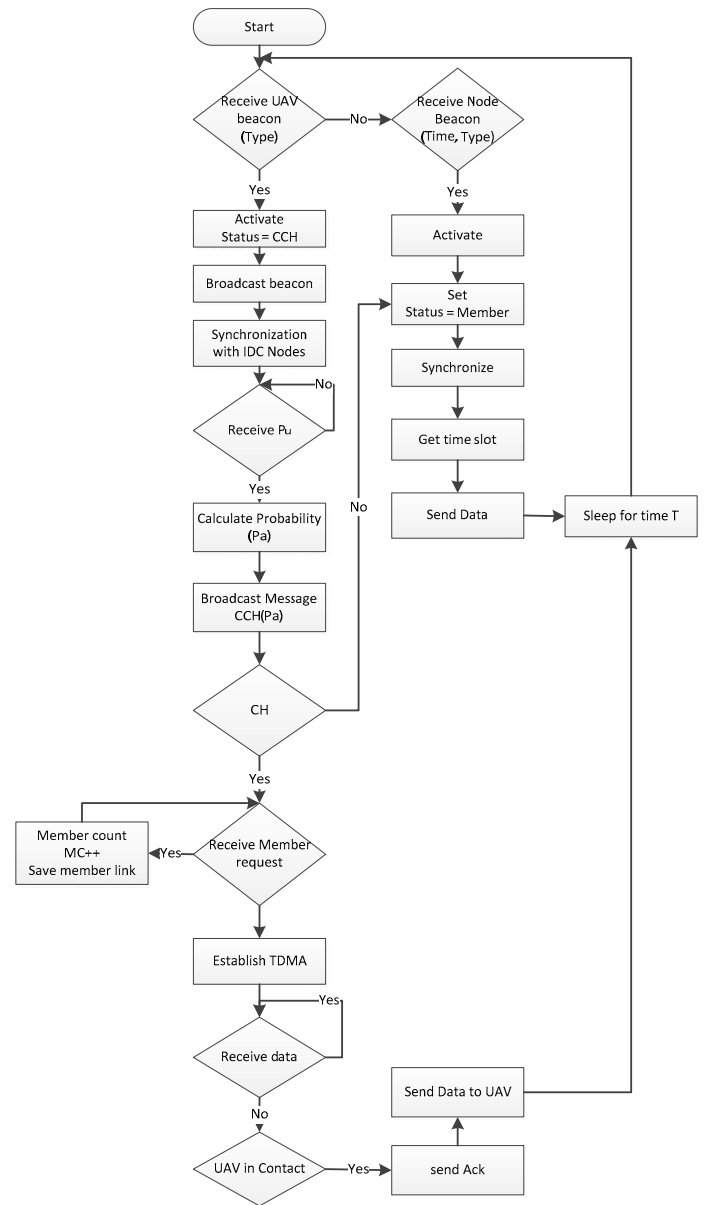 Start
Receive UAV
beacon
(Type)
No
Receive Node
Beacon
(Time, Type)
Yes
Yes
Activate
Status = CCH
Activate
Broadcast beacon
Set
Status = Member
Synchronization
with IDC Nodes
Synchronize
No
Receive Pu
Get time slot
Yes
Send Data
Sleep for time T
No
Calculate Probability
(Pa)
Broadcast Message
CCH(Pa)
CH
Yes
Member count
MC++
Save member link
Yes
Receive Member
request
Establish TDMA
Yes
Receive data
Send Data to UAV
No
UAV in Contact
Yes
send Ack